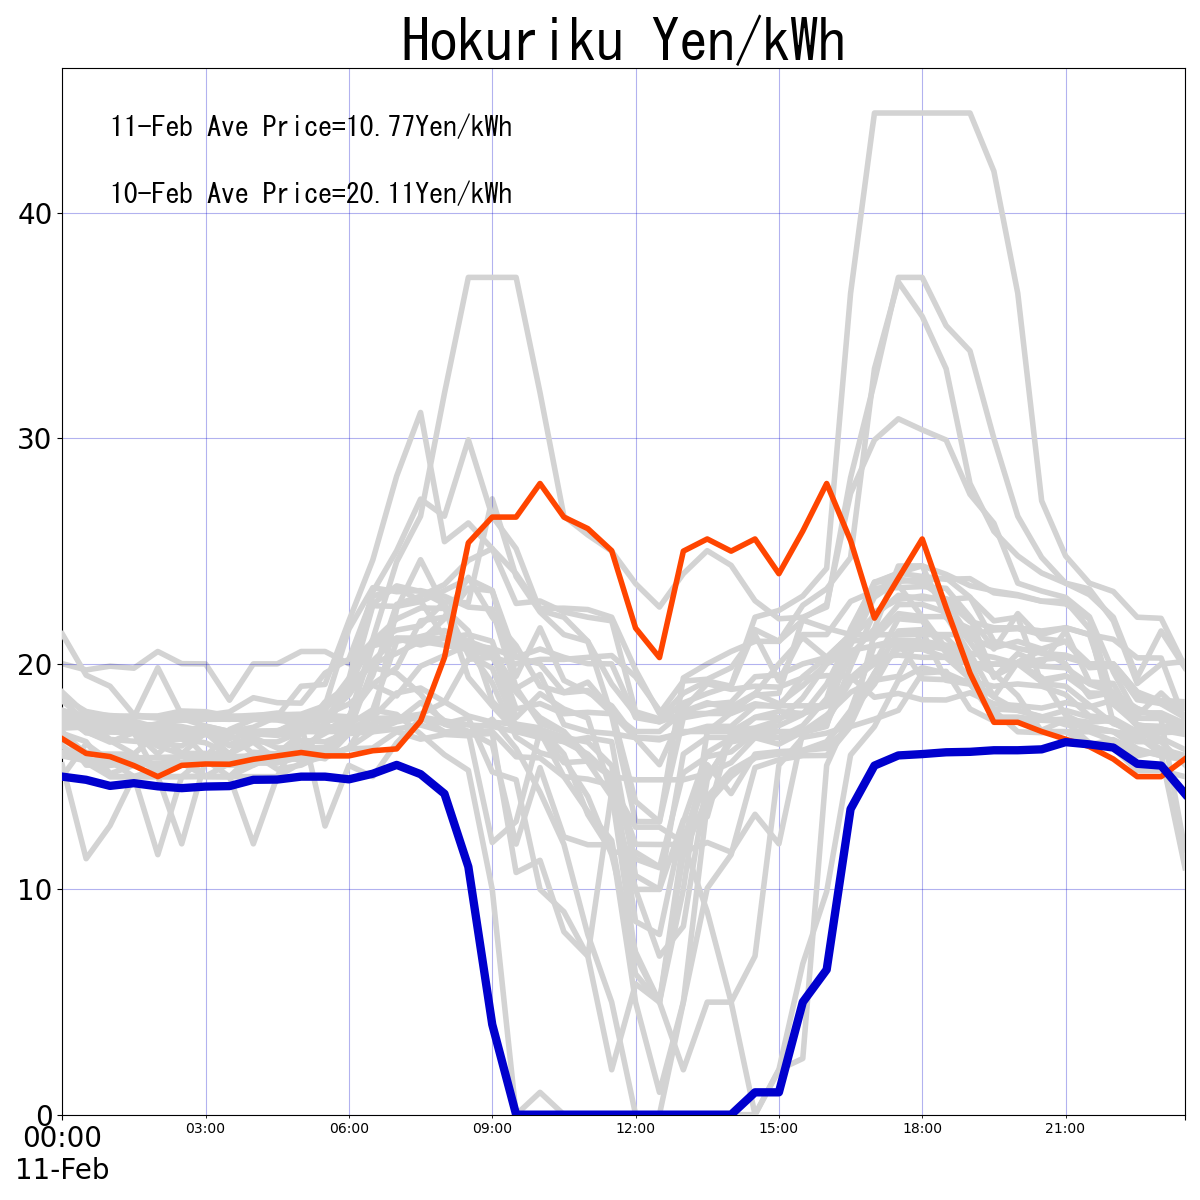 Hokuriku Yen/kWh
11-Feb Ave Price=10.77Yen/kWh
10-Feb Ave Price=20.11Yen/kWh
40
30
20
10
0
00:00 03:00 06:00 09:00 12:00 15:00 18:00 21:00
11-Feb